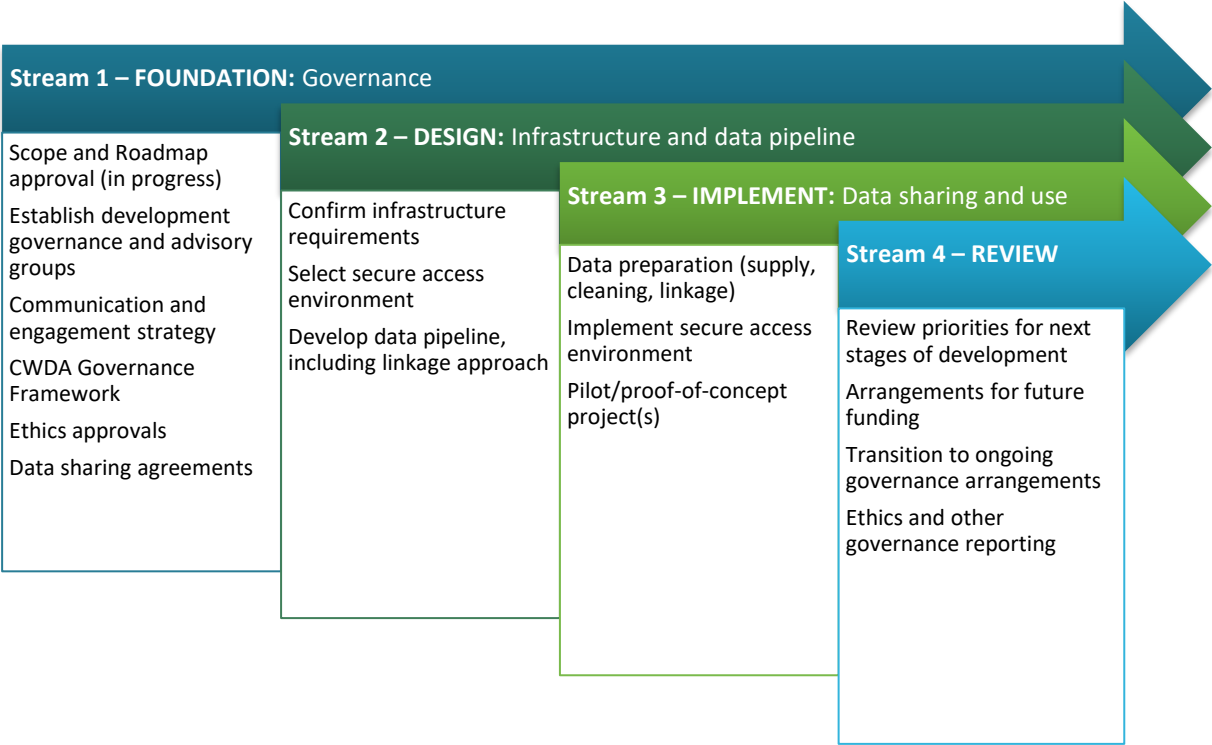 Stream 1 – FOUNDATION: Governance
Scope and Roadmap
approval (in progress)
Establish development
governance and advisory
groups
Communication and
engagement strategy
CWDA Governance
Framework
Ethics approvals
Data sharing agreements
Stream 2 – DESIGN: Infrastructure and data pipeline
Confirm infrastructure
requirements
Select secure access
environment
Develop data pipeline,
including linkage approach
Stream 3 – IMPLEMENT: Data sharing and use
Data preparation (supply,
cleaning, linkage)
Implement secure access
environment
Pilot/proof-of-concept
project(s)
Stream 4 – REVIEW
Review priorities for next
stages of development
Arrangements for future
funding
Transition to ongoing
governance arrangements
Ethics and other
governance reporting